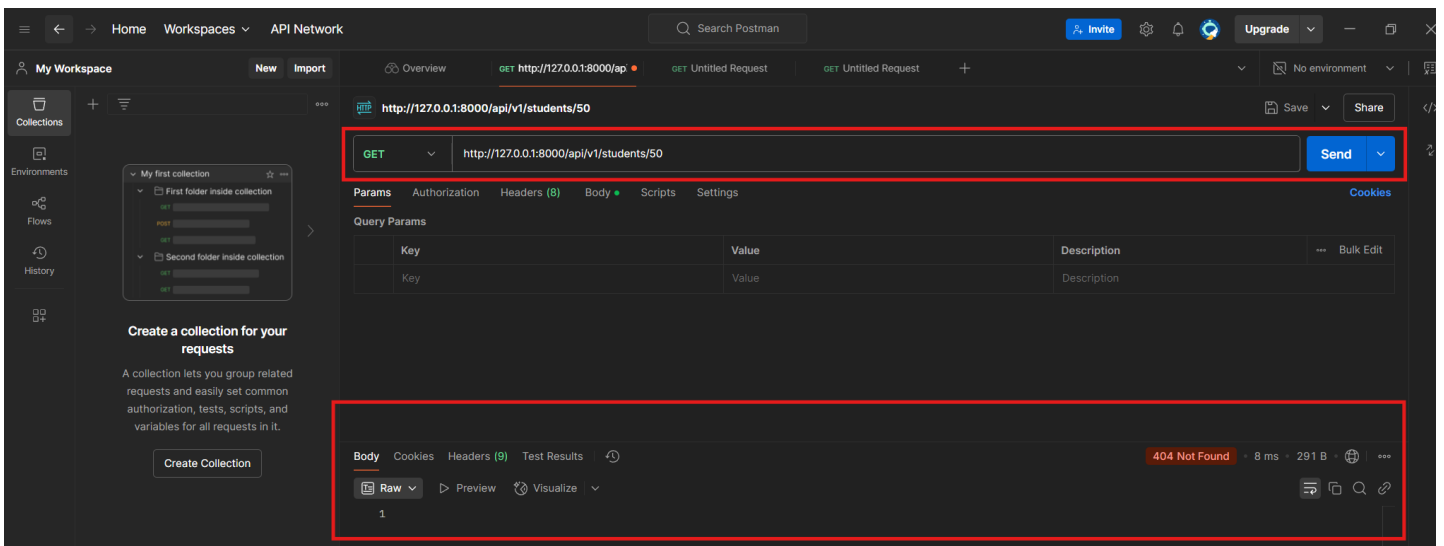 Home Workspaces API Network Search Postman Invite Upgrade
My Workspace New Import Overview GET http://127.0.0.1:8000/ap GET Untitled Request GET Untitled Request No environment
Collections
HTTP http://127.0.0.1:8000/api/v1/students/50 Save Share
GET http://127.0.0.1:8000/api/v1/students/50 Send
Environments
My first collection
First folder inside collection
GET
POST
GET
Second folder inside collection
GET
GET
Flows
History
Params Authorization Headers (8) Body Scripts Settings Cookies
Query Params
Key Value Description Bulk Edit
Key Value Description
Create a collection for your
requests
A collection lets you group related
requests and easily set common
authorization, tests, scripts, and
variables for all requests in it.
Create Collection
Body Cookies Headers (9) Test Results 404 Not Found 8 ms 291 B
Raw Preview Visualize
1